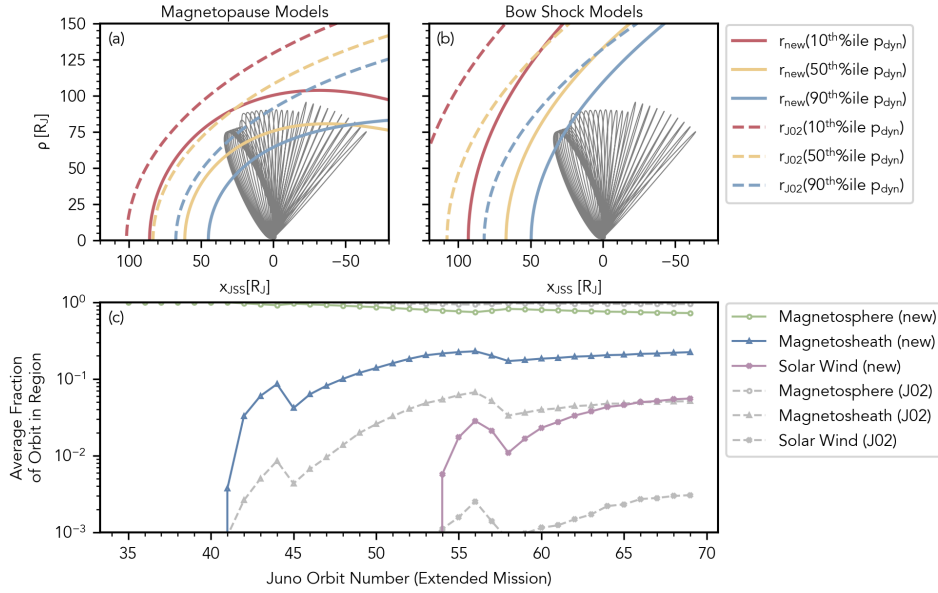 Magnetopause Models
Bow Shock Models
(a)
(b)
150
125
100
75
50
25
0
ρ [RJ]
100
50
0
−50
100
50
0
−50
xJSS[RJ]
xJSS [RJ]
rnew(10th%ile pdyn)
rnew(50th%ile pdyn)
rnew(90th%ile pdyn)
rJ02(10th%ile pdyn)
rJ02(50th%ile pdyn)
rJ02(90th%ile pdyn)
(c)
10⁰
10⁻¹
10⁻²
10⁻³
Average Fraction
of Orbit in Region
35
40
45
50
55
60
65
70
Juno Orbit Number (Extended Mission)
Magnetosphere (new)
Magnetosheath (new)
Solar Wind (new)
Magnetosphere (J02)
Magnetosheath (J02)
Solar Wind (J02)